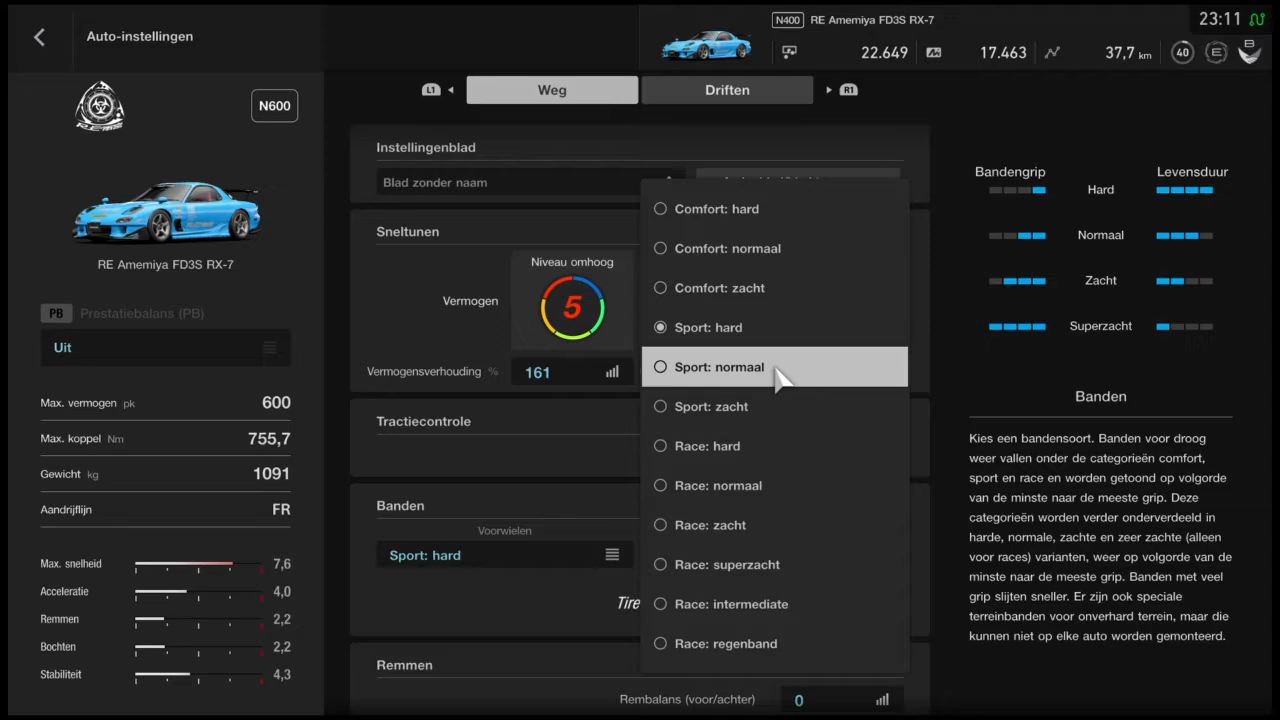 Auto-instellingen
N400 RE Amemiya FD3S RX-7
23:11
22.649
17.463
37,7 km
40
E
B
RE雨宮
N600
RE Amemiya FD3S RX-7
PB Prestatiebalans (PB)
Uit
Max. vermogen pk 600
Max. koppel Nm 755,7
Gewicht kg 1091
Aandrijflijn FR
Max. snelheid 7,6
Acceleratie 4,0
Remmen 2,2
Bochten 2,2
Stabiliteit 4,3
L1 Weg Driften R1
Instellingenblad
Blad zonder naam
Sneltunen
Niveau omhoog
Vermogen
5
Vermogensverhouding % 161
Tractiecontrole
Banden
Voorwielen
Sport: hard
Tire
Remmen
Rembalans (voor/achter) 0
Comfort: hard
Comfort: normaal
Comfort: zacht
Sport: hard
Sport: normaal
Sport: zacht
Race: hard
Race: normaal
Race: zacht
Race: superzacht
Race: intermediate
Race: regenband
Bandengrip Levensduur
Hard
Normaal
Zacht
Superzacht
Banden
Kies een bandensoort. Banden voor droog
weer vallen onder de categorieën comfort,
sport en race en worden getoond op volgorde
van de minste naar de meeste grip. Deze
categorieën worden verder onderverdeeld in
harde, normale, zachte en zeer zachte (alleen
voor races) varianten, weer op volgorde van de
minste naar de meeste grip. Banden met veel
grip slijten sneller. Er zijn ook speciale
terreinbanden voor onverhard terrein, maar die
kunnen niet op elke auto worden gemonteerd.